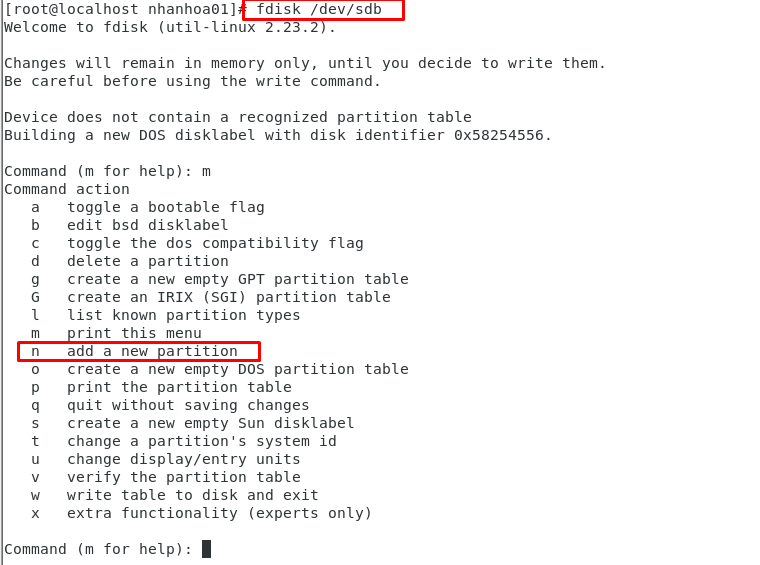 [root@localhost nhanhoa01]# fdisk /dev/sdb
Welcome to fdisk (util-linux 2.23.2).
Changes will remain in memory only, until you decide to write them.
Be careful before using the write command.
Device does not contain a recognized partition table
Building a new DOS disklabel with disk identifier 0x58254556.
Command (m for help): m
Command action
a   toggle a bootable flag
b   edit bsd disklabel
c   toggle the dos compatibility flag
d   delete a partition
g   create a new empty GPT partition table
G   create an IRIX (SGI) partition table
l   list known partition types
m   print this menu
n   add a new partition
o   create a new empty DOS partition table
p   print the partition table
q   quit without saving changes
s   create a new empty Sun disklabel
t   change a partition's system id
u   change display/entry units
v   verify the partition table
w   write table to disk and exit
x   extra functionality (experts only)
Command (m for help):